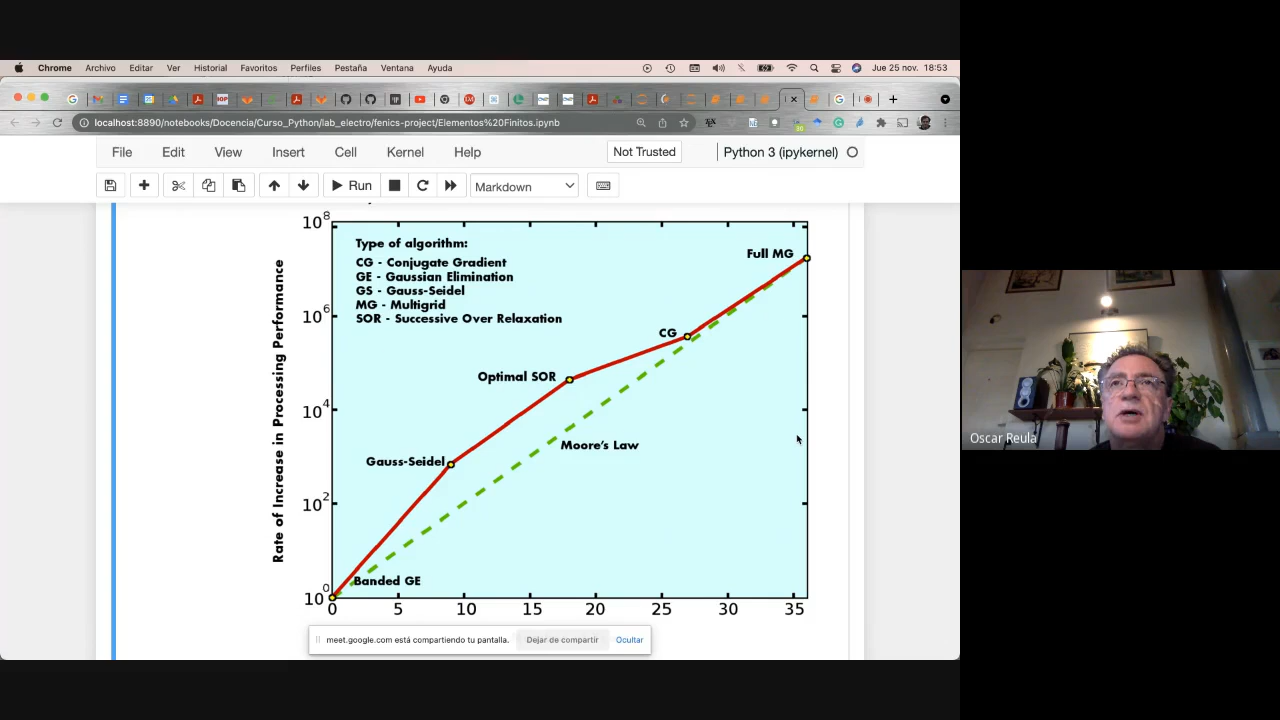 Chrome Archivo Editar Ver Historial Favoritos Perfiles Pestaña Ventana Ayuda Jue 25 nov. 18:53
localhost:8890/notebooks/Docencia/Curso_Python/lab_electro/fenics-project/Elementos%20Finitos.ipynb
File Edit View Insert Cell Kernel Help Not Trusted Python 3 (ipykernel)
Run Markdown
10^8
Type of algorithm:
CG - Conjugate Gradient
GE - Gaussian Elimination
GS - Gauss-Seidel
MG - Multigrid
SOR - Successive Over Relaxation
Full MG
10^6
CG
Optimal SOR
10^4
Moore's Law
Gauss-Seidel
10^2
Banded GE
10^0
Rate of Increase in Processing Performance
0 5 10 15 20 25 30 35
meet.google.com está compartiendo tu pantalla. Dejar de compartir Ocultar
Oscar Reula